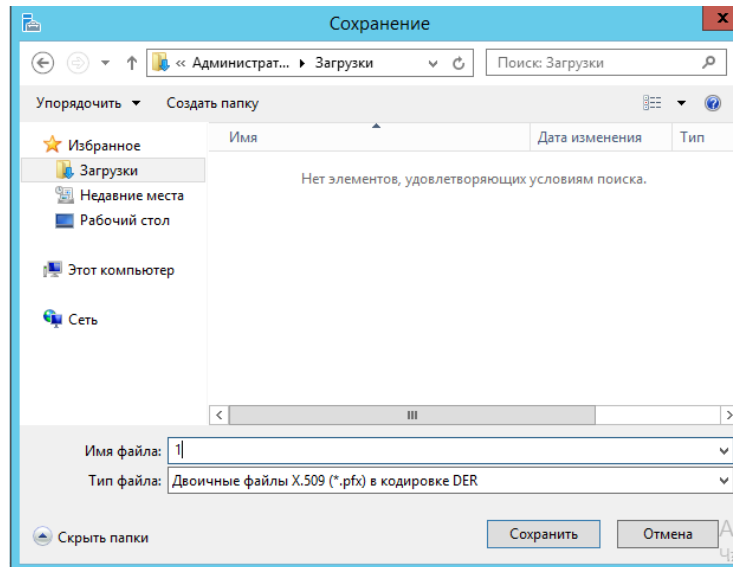 Сохранение
« Администрат... Загрузки
Поиск: Загрузки
Упорядочить Создать папку
Избранное
Загрузки
Недавние места
Рабочий стол
Этот компьютер
Сеть
Имя Дата изменения Тип
Нет элементов, удовлетворяющих условиям поиска.
Имя файла: 1
Тип файла: Двоичные файлы X.509 (*.pfx) в кодировке DER
Скрыть папки Сохранить Отмена